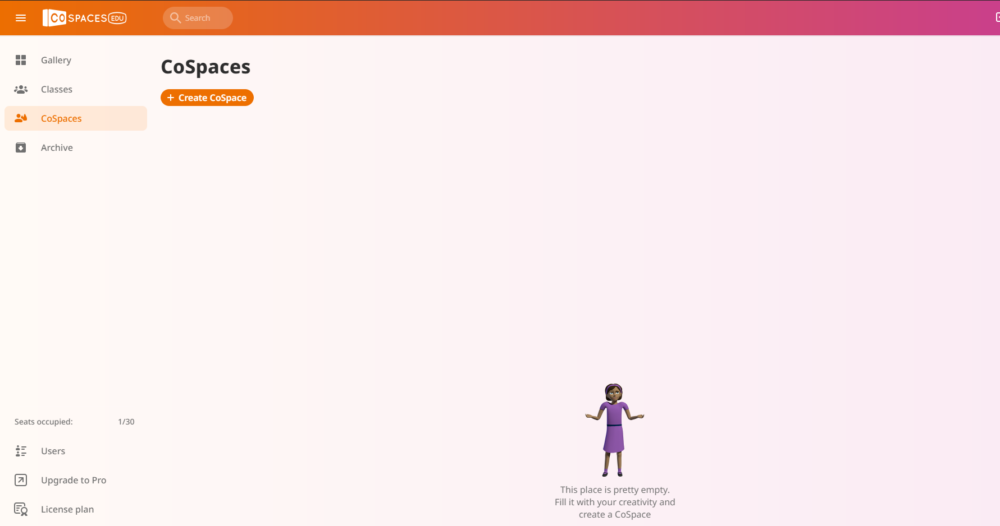 COSPACES EDU
Search
Gallery
Classes
CoSpaces
Archive
CoSpaces
+ Create CoSpace
Seats occupied: 1/30
Users
Upgrade to Pro
License plan
This place is pretty empty.
Fill it with your creativity and
create a CoSpace